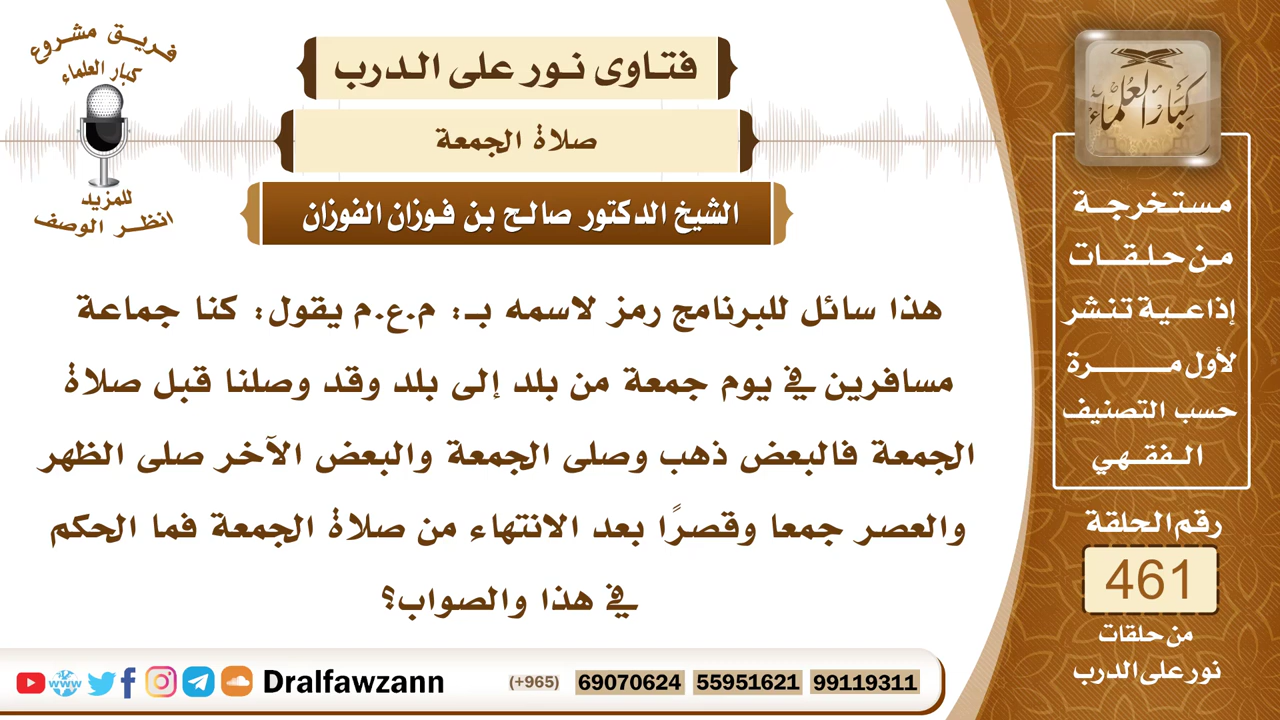 فريق مشروع
كبار العلماء
للمزيد
انظر الوصف
فتاوى نور على الدرب
صلاة الجمعة
الشيخ الدكتور صالح بن فوزان الفوزان
هذا سائل للبرنامج رمز لاسمه بـ: م.ع.م يقول: كنا جماعة
مسافرين في يوم جمعة من بلد إلى بلد وقد وصلنا قبل صلاة
الجمعة فالبعض ذهب وصلى الجمعة والبعض الآخر صلى الظهر
والعصر جمعا وقصرًا بعد الانتهاء من صلاة الجمعة فما الحكم
في هذا والصواب؟
كبار العلماء
مستخرجة
من حلقات
إذاعية تنشر
لأول مرة
حسب التصنيف
الفقهي
رقم الحلقة
461
من حلقات
نور على الدرب
www Dralfawzann (+965) 69070624 55951621 99119311